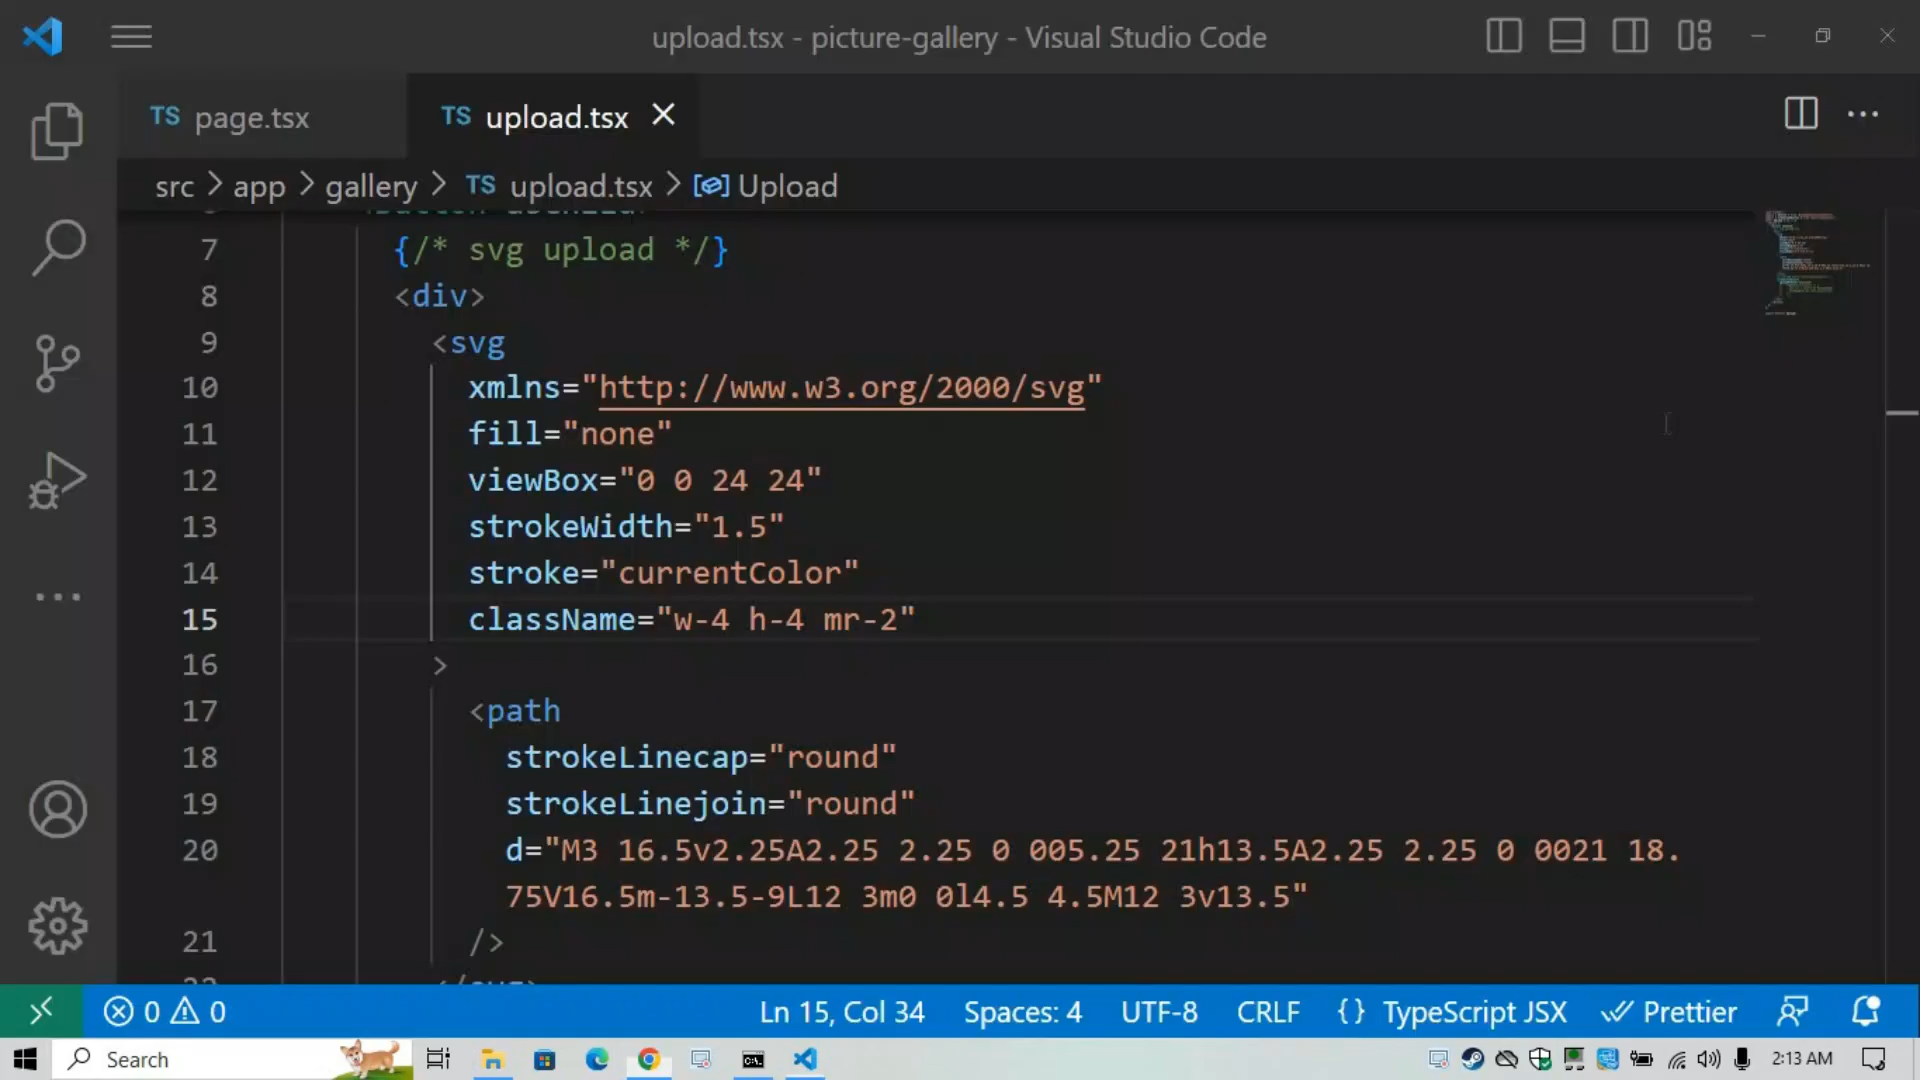 upload.tsx - picture-gallery - Visual Studio Code
TS page.tsx
TS upload.tsx
src > app > gallery > TS upload.tsx > Upload
7 {/* svg upload */}
8 <div>
9 <svg
10 xmlns="http://www.w3.org/2000/svg"
11 fill="none"
12 viewBox="0 0 24 24"
13 strokeWidth="1.5"
14 stroke="currentColor"
15 className="w-4 h-4 mr-2"
16 >
17 <path
18 strokeLinecap="round"
19 strokeLinejoin="round"
20 d="M3 16.5v2.25A2.25 2.25 0 005.25 21h13.5A2.25 2.25 0 0021 18.
75V16.5m-13.5-9L12 3m0 0l4.5 4.5M12 3v13.5"
21 />
0 0 Ln 15, Col 34 Spaces: 4 UTF-8 CRLF {} TypeScript JSX Prettier
Search 2:13 AM